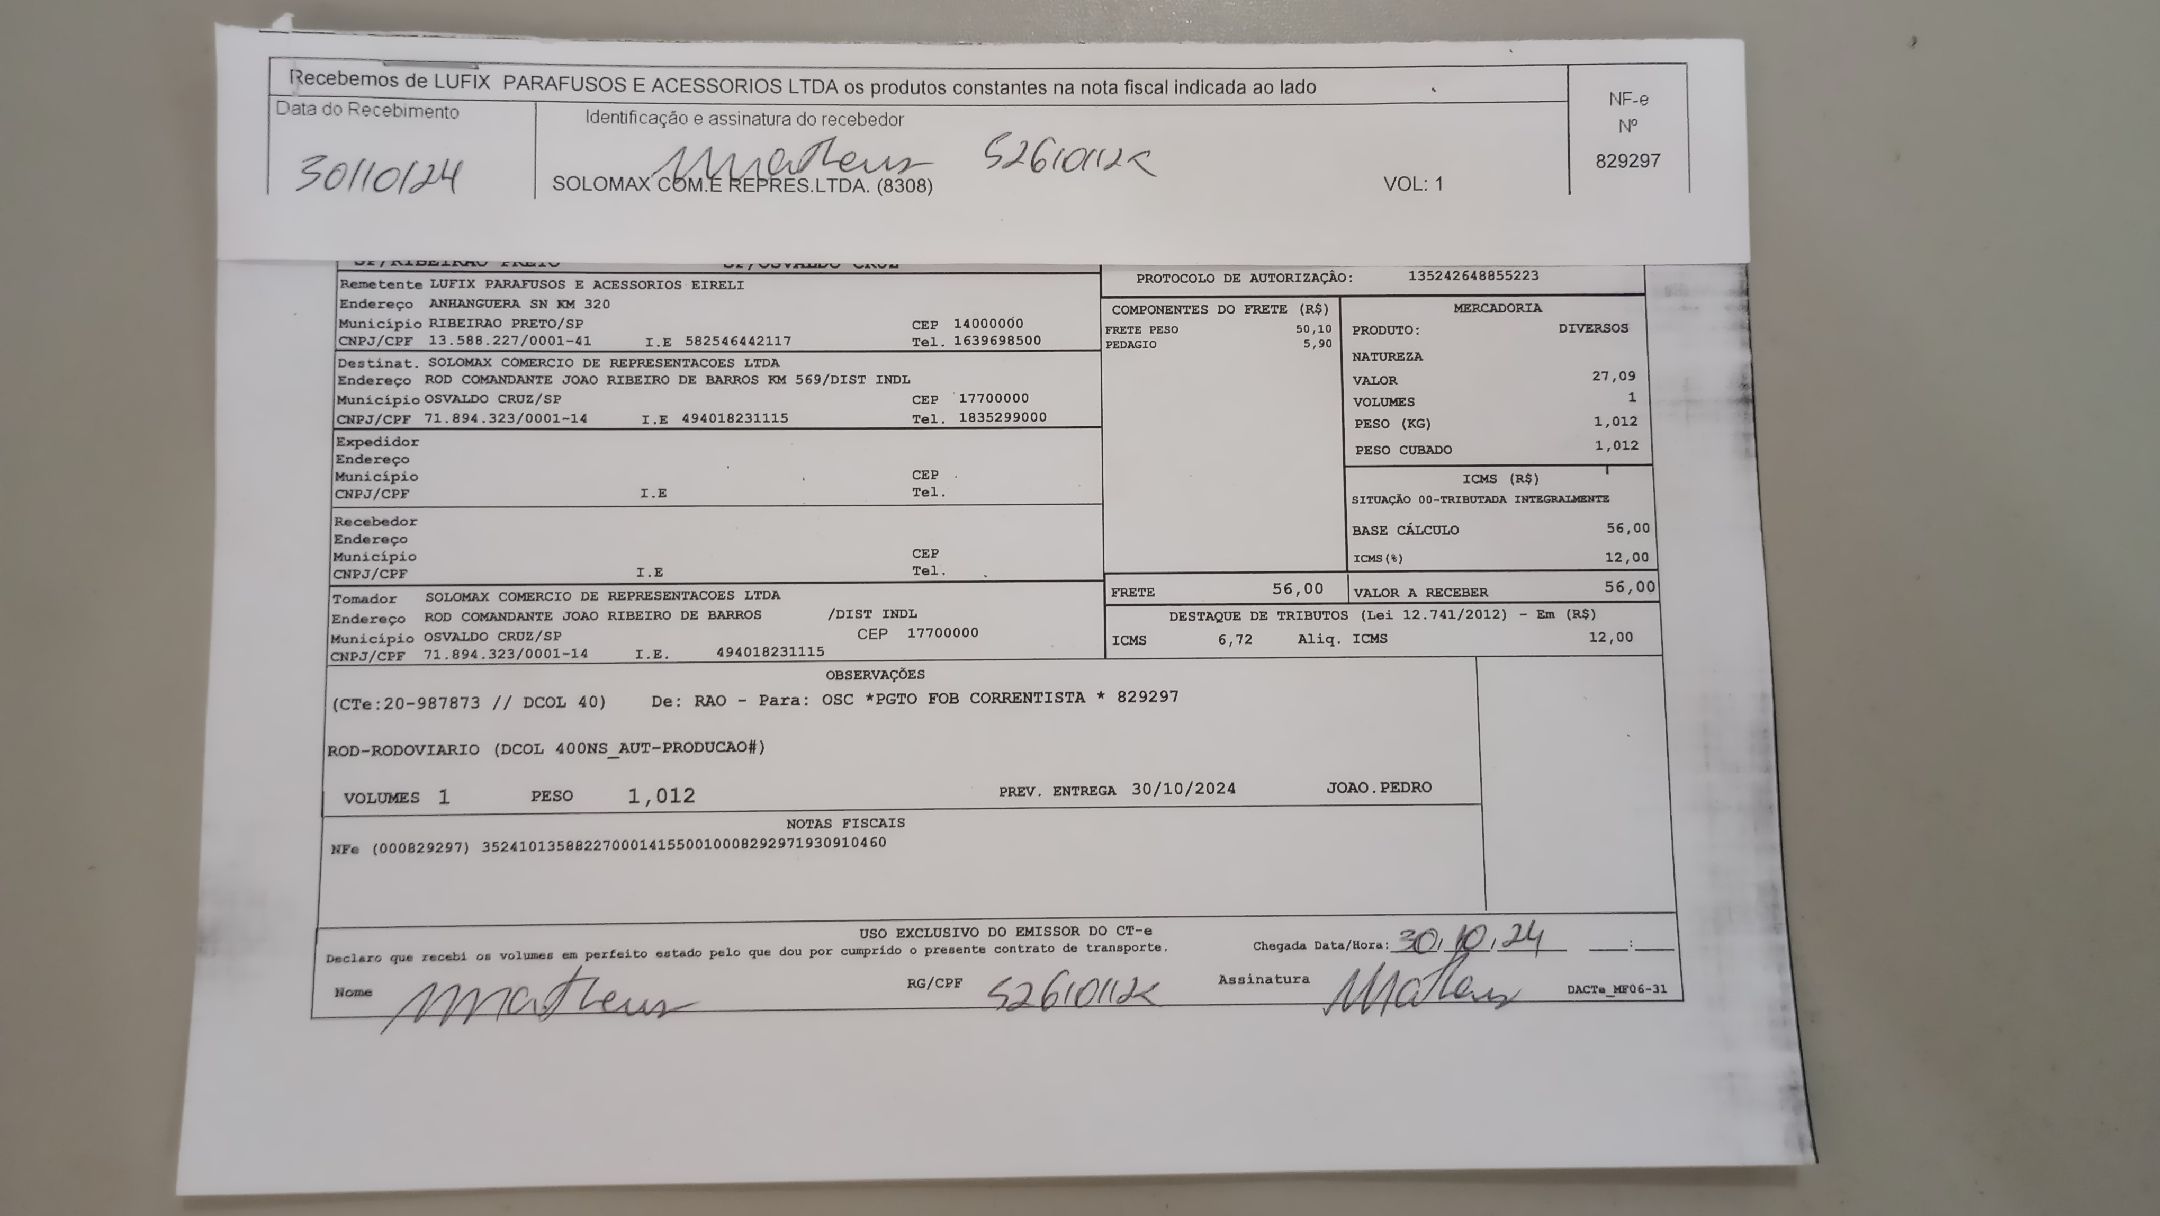 Recebemos de LUFIX PARAFUSOS E ACESSORIOS LTDA os produtos constantes na nota fiscal indicada ao lado
NF-e
Nº
829297
Data do Recebimento
Identificação e assinatura do recebedor
30/10/24
Matheus
SOLOMAX COM.E REPRES.LTDA. (8308)
VOL: 1
SP/RIBEIRAO PRETO SP/OSVALDO CRUZ
Remetente LUFIX PARAFUSOS E ACESSORIOS EIRELI
Endereço ANHANGUERA SN KM 320
Município RIBEIRAO PRETO/SP CEP 14000000
CNPJ/CPF 13.588.227/0001-41 I.E 582546442117 Tel. 1639698500
Destinat. SOLOMAX COMERCIO DE REPRESENTACOES LTDA
Endereço ROD COMANDANTE JOAO RIBEIRO DE BARROS KM 569/DIST INDL
Município OSVALDO CRUZ/SP CEP 17700000
CNPJ/CPF 71.894.323/0001-14 I.E 494018231115 Tel. 1835299000
Expedidor
Endereço
Município CEP
CNPJ/CPF I.E Tel.
Recebedor
Endereço
Município CEP
CNPJ/CPF I.E Tel.
Tomador SOLOMAX COMERCIO DE REPRESENTACOES LTDA
Endereço ROD COMANDANTE JOAO RIBEIRO DE BARROS /DIST INDL
Município OSVALDO CRUZ/SP CEP 17700000
CNPJ/CPF 71.894.323/0001-14 I.E. 494018231115
PROTOCOLO DE AUTORIZAÇÃO: 135242648855223
COMPONENTES DO FRETE (R$)
FRETE PESO 50,10
PEDAGIO 5,90
MERCADORIA
PRODUTO: DIVERSOS
NATUREZA
VALOR 27,09
VOLUMES 1
PESO (KG) 1,012
PESO CUBADO 1,012
ICMS (R$)
SITUAÇÃO 00-TRIBUTADA INTEGRALMENTE
BASE CÁLCULO 56,00
ICMS(%) 12,00
FRETE 56,00
VALOR A RECEBER 56,00
DESTAQUE DE TRIBUTOS (Lei 12.741/2012) - Em (R$)
ICMS 6,72 Aliq. ICMS 12,00
OBSERVAÇÕES
(CTe:20-987873 // DCOL 40) De: RAO - Para: OSC *PGTO FOB CORRENTISTA * 829297
ROD-RODOVIARIO (DCOL 400NS_AUT-PRODUCAO#)
VOLUMES 1 PESO 1,012 PREV. ENTREGA 30/10/2024 JOAO.PEDRO
NOTAS FISCAIS
NFe (000829297) 35241013588227000141550010008292971930910460
USO EXCLUSIVO DO EMISSOR DO CT-e
Declaro que recebi os volumes em perfeito estado pelo que dou por cumprido o presente contrato de transporte.
Chegada Data/Hora: 30/10/24 ___:___
Nome Matheus RG/CPF Assinatura Matheus DACTe_MF06-31